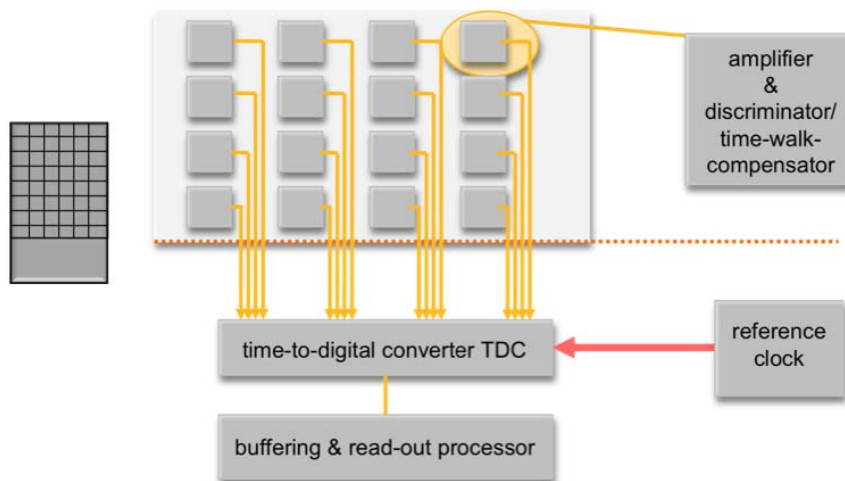 amplifier
&
discriminator/
time-walk-
compensator
time-to-digital converter TDC
reference
clock
buffering & read-out processor